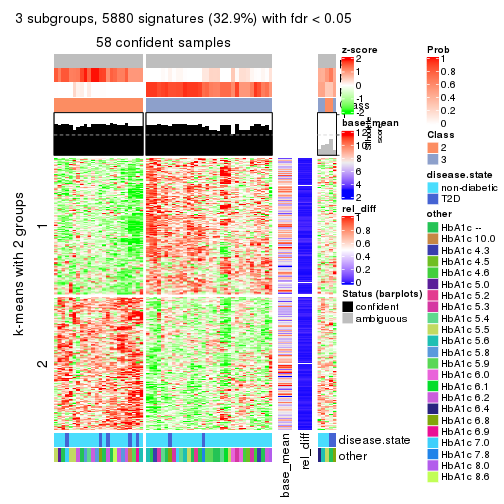 3 subgroups, 5880 signatures (32.9%) with fdr < 0.05
58 confident samples
k-means with 2 groups
1
2
z-score
2
1
0
-1
-2
Class
Silhouette
score
base_mean
12
2
rel_diff
1
0.8
0.6
0.4
0.2
0
Status (barplots)
confident
ambiguous
Prob
1
0.8
0.6
0.4
0.2
0
Class
2
3
disease.state
non-diabetic
T2D
other
HbA1c --
HbA1c 10.0
HbA1c 4.3
HbA1c 4.5
HbA1c 4.6
HbA1c 5.0
HbA1c 5.2
HbA1c 5.3
HbA1c 5.4
HbA1c 5.5
HbA1c 5.6
HbA1c 5.8
HbA1c 5.9
HbA1c 6.0
HbA1c 6.1
HbA1c 6.2
HbA1c 6.4
HbA1c 6.8
HbA1c 6.9
HbA1c 7.0
HbA1c 7.8
HbA1c 8.0
HbA1c 8.6
disease.state
other
base_mean
rel_diff